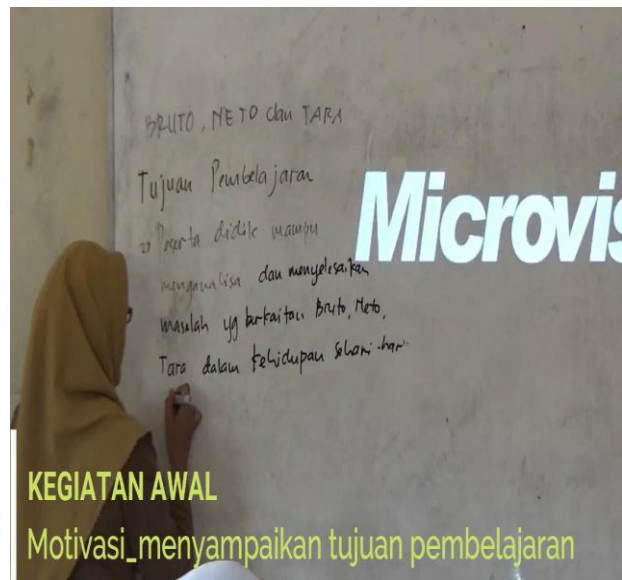 BRUTO, NETO dan TARA
Tujuan Pembelajaran
Peserta didik mampu
menganalisa dan menyelesaikan
masalah yg berkaitan Bruto, Neto,
Tara dalam kehidupan sehari-hari.
Microvis
KEGIATAN AWAL
Motivasi_menyampaikan tujuan pembelajaran